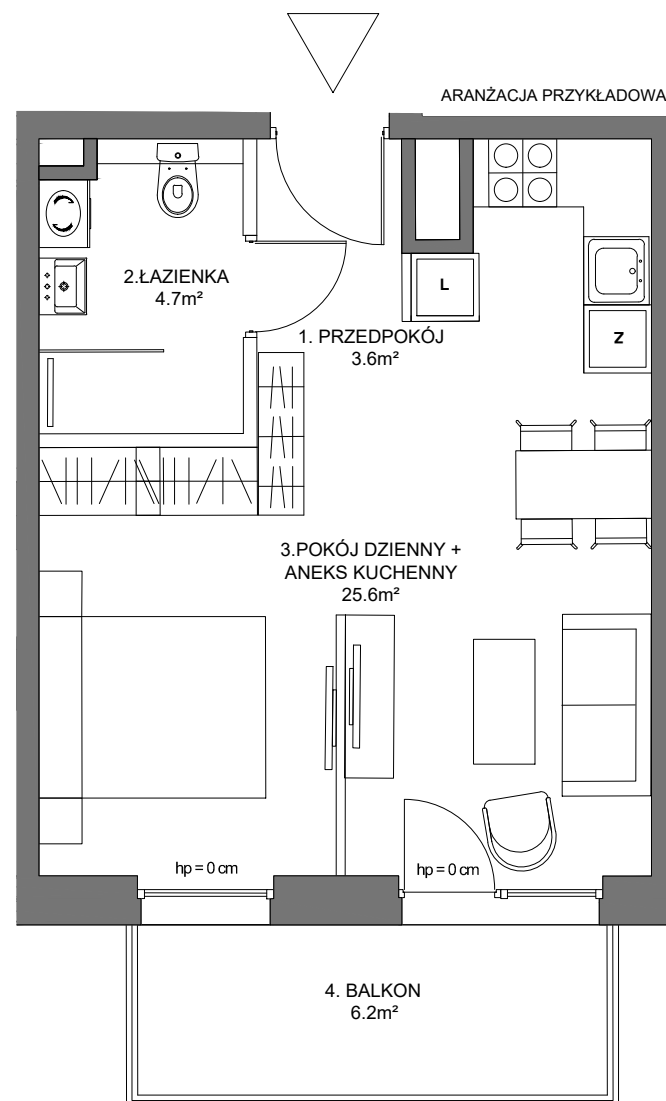 ARANŻACJA PRZYKŁADOWA
2.ŁAZIENKA
4.7m²
L
1. PRZEDPOKÓJ
3.6m²
Z
3.POKÓJ DZIENNY +
ANEKS KUCHENNY
25.6m²
hp = 0 cm
hp = 0 cm
4. BALKON
6.2m²